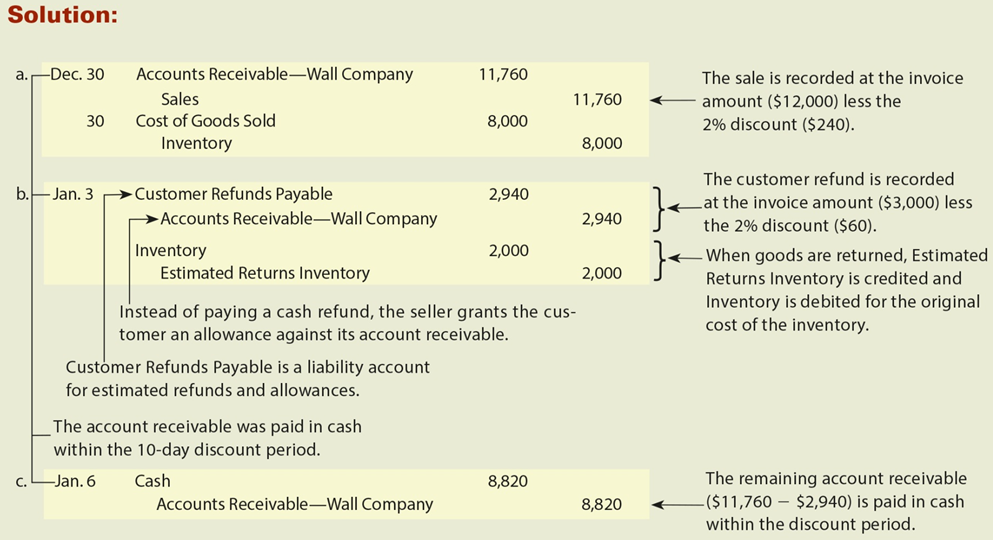 Solution:
a. Dec. 30 Accounts Receivable—Wall Company 11,760
Sales 11,760
30 Cost of Goods Sold 8,000
Inventory 8,000
The sale is recorded at the invoice
amount ($12,000) less the
2% discount ($240).
b. Jan. 3 Customer Refunds Payable 2,940
Accounts Receivable—Wall Company 2,940
Inventory 2,000
Estimated Returns Inventory 2,000
The customer refund is recorded
at the invoice amount ($3,000) less
the 2% discount ($60).
When goods are returned, Estimated
Returns Inventory is credited and
Inventory is debited for the original
cost of the inventory.
Instead of paying a cash refund, the seller grants the cus-
tomer an allowance against its account receivable.
Customer Refunds Payable is a liability account
for estimated refunds and allowances.
The account receivable was paid in cash
within the 10-day discount period.
c. Jan. 6 Cash 8,820
Accounts Receivable—Wall Company 8,820
The remaining account receivable
($11,760 − $2,940) is paid in cash
within the discount period.